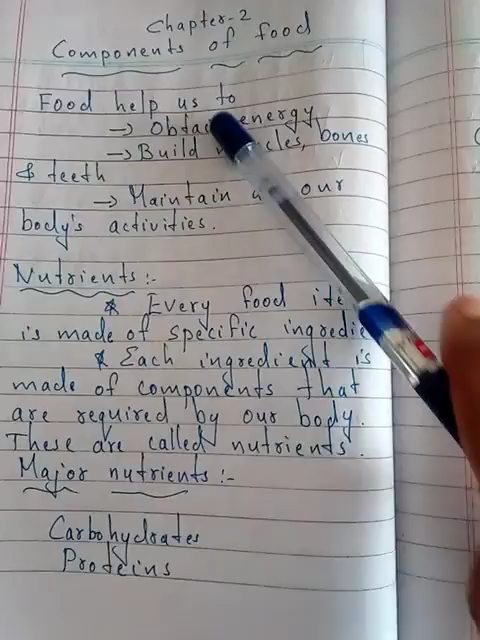 Chapter-2
Components of food
Food help us to
→ energy,
→ Build bones
& teeth
→ Maintain our
body's activities.
Nutrients:-
* Every food
is made of specific
* Each ingredient is
made of components that
are required by our body.
These are called nutrients.
Major nutrients:-
Carbohydrates
Proteins